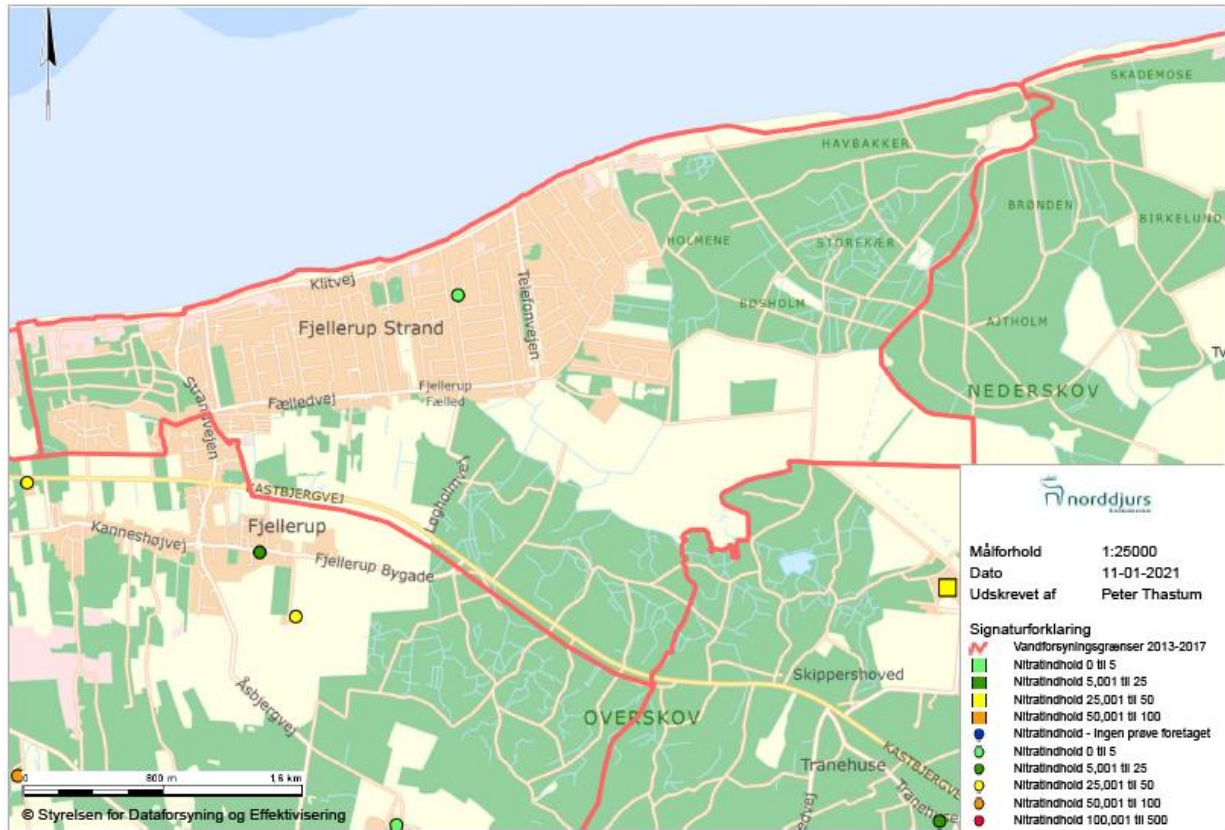 SKADEMOSE
HAVBAKKER
BRØNDEN
BIRKELUND
HOLMENE
STOREKÆR
Klitvej
Telefonvejen
BØSHOLM
AJTHOLM
Fjellerup Strand
NEDERSKOV
Fjellerup
Fælled
Fælledvej
Strandvejen
KASTBJERGVEJ
Løgholmvej
Kanneshøjvej
Fjellerup
Fjellerup Bygade
Åsbjergvej
Skippershoved
OVERSKOV
KASTBJERGVE
Tranehuse
Tranehuse
norddjurs
kommune
Målforhold 1:25000
Dato 11-01-2021
Udskrevet af Peter Thastum
Signaturforklaring
Vandforsyningsgrænser 2013-2017
Nitratindhold 0 til 5
Nitratindhold 5,001 til 25
Nitratindhold 25,001 til 50
Nitratindhold 50,001 til 100
Nitratindhold - Ingen prøve foretaget
Nitratindhold 0 til 5
Nitratindhold 5,001 til 25
Nitratindhold 25,001 til 50
Nitratindhold 50,001 til 100
Nitratindhold 100,001 til 500
0 800 m 1,6 km
© Styrelsen for Dataforsyning og Effektivisering